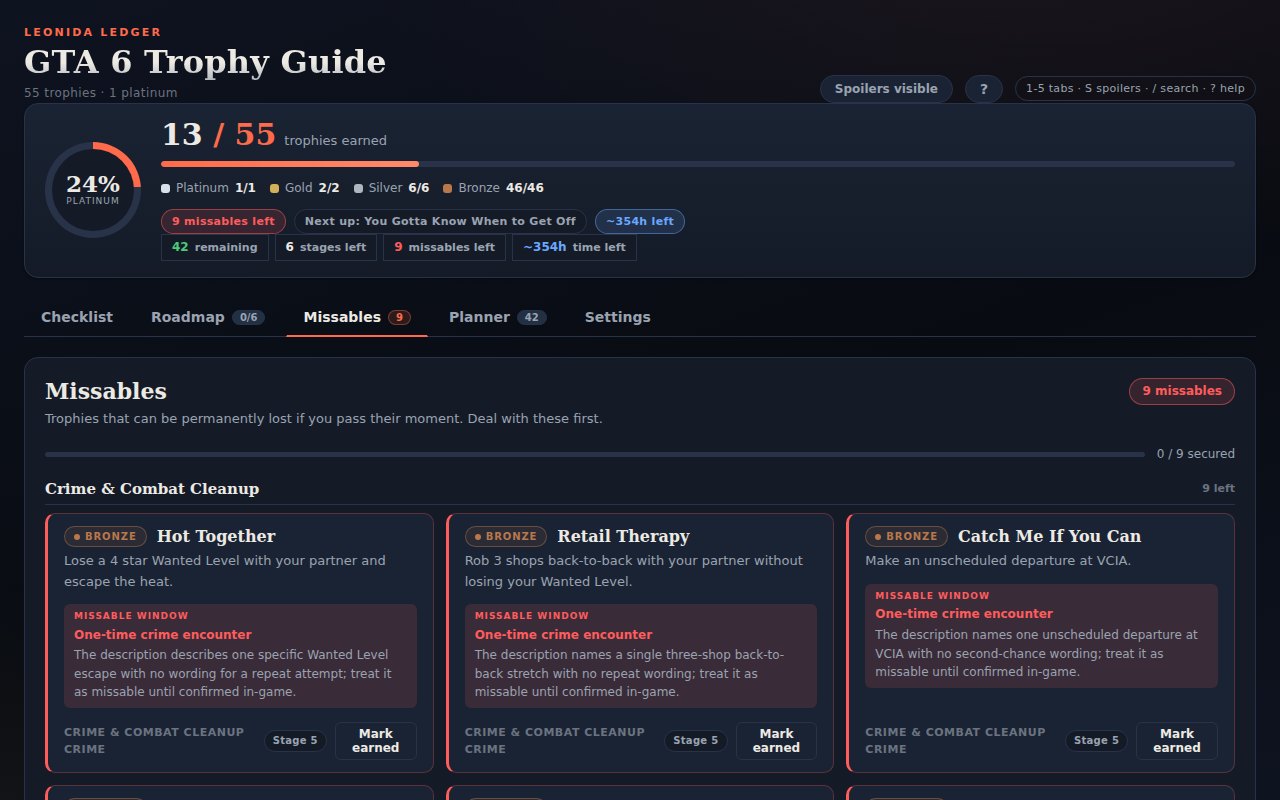 LEONIDA LEDGER
GTA 6 Trophy Guide
55 trophies · 1 platinum
Spoilers visible
?
1-5 tabs · S spoilers · / search · ? help
24%
PLATINUM
13 / 55 trophies earned
Platinum 1/1 Gold 2/2 Silver 6/6 Bronze 46/46
9 missables left
Next up: You Gotta Know When to Get Off
~354h left
42 remaining
6 stages left
9 missables left
~354h time left
Checklist
Roadmap 0/6
Missables 9
Planner 42
Settings
Missables
9 missables
Trophies that can be permanently lost if you pass their moment. Deal with these first.
0 / 9 secured
Crime & Combat Cleanup
9 left
BRONZE Hot Together
Lose a 4 star Wanted Level with your partner and
escape the heat.
MISSABLE WINDOW
One-time crime encounter
The description describes one specific Wanted Level
escape with no wording for a repeat attempt; treat it
as missable until confirmed in-game.
CRIME & COMBAT CLEANUP
CRIME
Stage 5
Mark
earned
BRONZE Retail Therapy
Rob 3 shops back-to-back with your partner without
losing your Wanted Level.
MISSABLE WINDOW
One-time crime encounter
The description names a single three-shop back-to-
back stretch with no repeat wording; treat it as
missable until confirmed in-game.
CRIME & COMBAT CLEANUP
CRIME
Stage 5
Mark
earned
BRONZE Catch Me If You Can
Make an unscheduled departure at VCIA.
MISSABLE WINDOW
One-time crime encounter
The description names one unscheduled departure at
VCIA with no second-chance wording; treat it as
missable until confirmed in-game.
CRIME & COMBAT CLEANUP
CRIME
Stage 5
Mark
earned